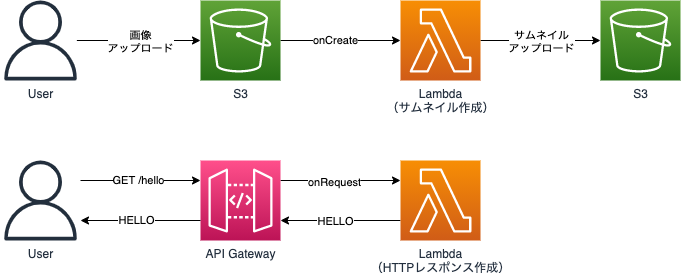 画像
アップロード
onCreate
サムネイル
アップロード
User
S3
Lambda
（サムネイル作成）
S3
GET /hello
onRequest
HELLO
HELLO
User
API Gateway
Lambda
（HTTPレスポンス作成）